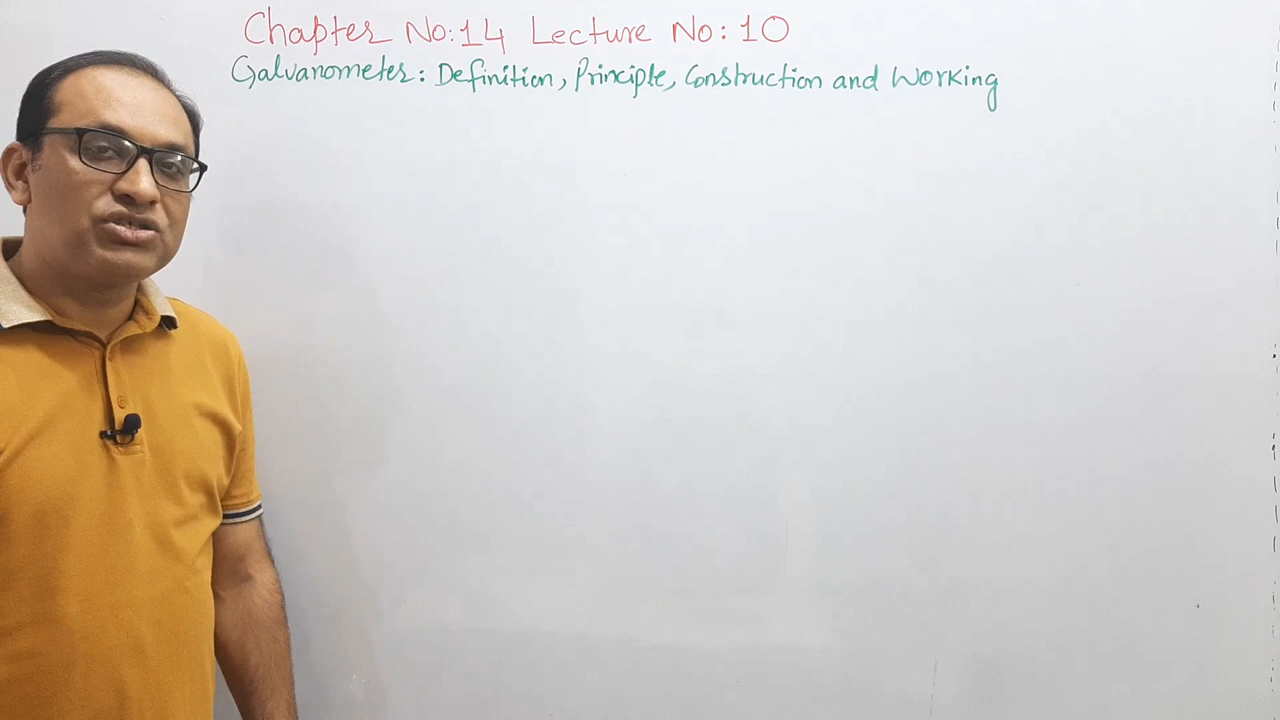 Chapter No:14 Lecture No:10
Galvanometer: Definition, Principle, Construction and Working